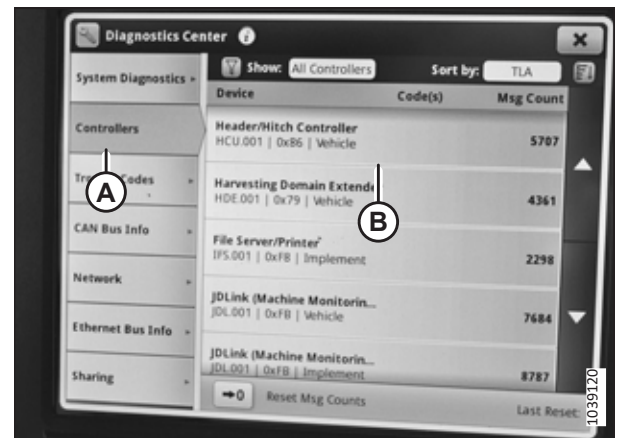 Diagnostics Center
Show: All Controllers Sort by: TLA
System Diagnostics
Device Code(s) Msg Count
Controllers
Header/Hitch Controller
HCU.001 | 0x86 | Vehicle 5707
A
Harvesting Domain Extende
HDE.001 | 0x79 | Vehicle 4361
B
CAN Bus Info
File Server/Printer
IFS.001 | 0xFB | Implement 2298
Network
JDLink (Machine Monitorin...
JDL.001 | 0xFB | Vehicle 7684
Ethernet Bus Info
JDLink (Machine Monitorin...
JDL.001 | 0xFB | Implement 8787
Sharing
→0 Reset Msg Counts Last Reset:
1039120